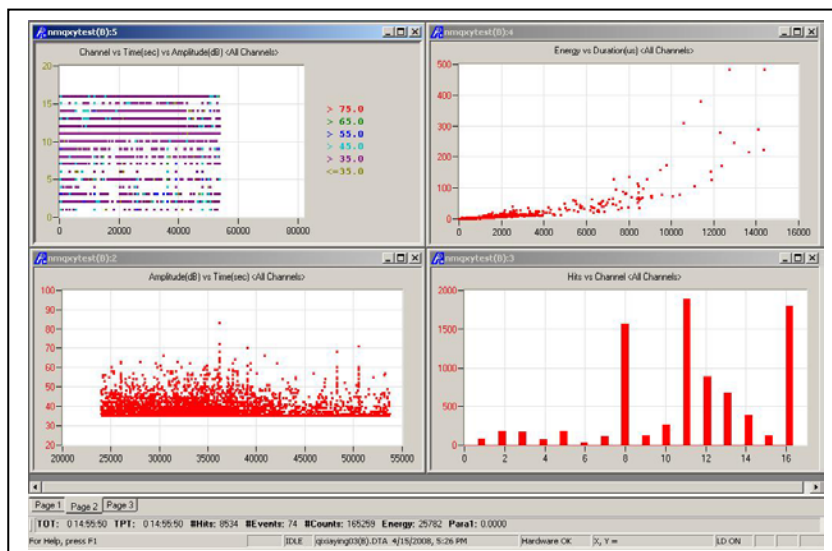 nmqxytest(B):5
Channel vs Time(sec) vs Amplitude(dB) <All Channels>
20
15
10
5
0
0 20000 40000 60000 80000
> 75.0
> 65.0
> 55.0
> 45.0
> 35.0
<=35.0
nmqxytest(B):4
Energy vs Duration(us) <All Channels>
500
400
300
200
100
0
0 2000 4000 6000 8000 10000 12000 14000 16000
nmqxytest(B):2
Amplitude(dB) vs Time(sec) <All Channels>
100
90
80
70
60
50
40
30
20
20000 25000 30000 35000 40000 45000 50000 55000
nmqxytest(B):3
Hits vs Channel <All Channels>
2000
1500
1000
500
0
0 2 4 6 8 10 12 14 16
Page 1 Page 2 Page 3
TOT: 0 14:55:50 TPT: 0 14:55:50 #Hits: 8534 #Events: 74 #Counts: 165259 Energy: 25782 Para1: 0.0000
For Help, press F1 IDLE qixiaying03(B).DTA 4/15/2008, 5:26 PM Hardware OK X, Y = LD ON